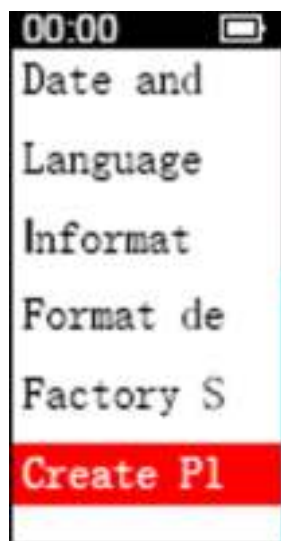 00:00
Date and
Language
Informat
Format de
Factory S
Create Pl